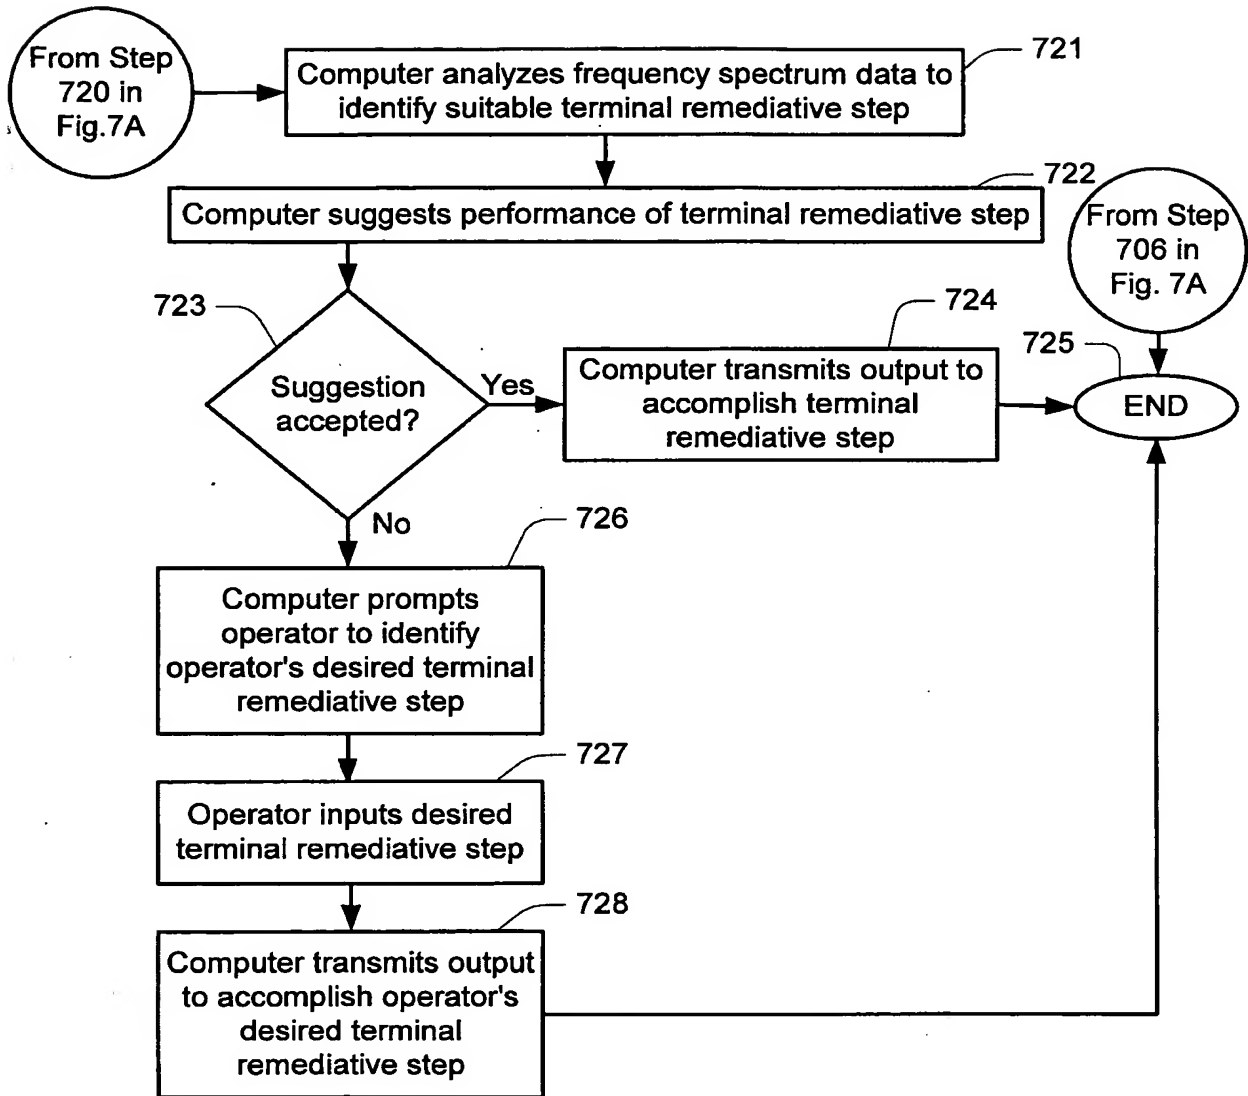 From Step
720 in
Fig.7A
721
Computer analyzes frequency spectrum data to
identify suitable terminal remediative step
722
Computer suggests performance of terminal remediative step
From Step
706 in
Fig. 7A
723
Suggestion
accepted?
Yes
724
Computer transmits output to
accomplish terminal
remediative step
725
END
No
726
Computer prompts
operator to identify
operator's desired terminal
remediative step
727
Operator inputs desired
terminal remediative step
728
Computer transmits output
to accomplish operator's
desired terminal
remediative step